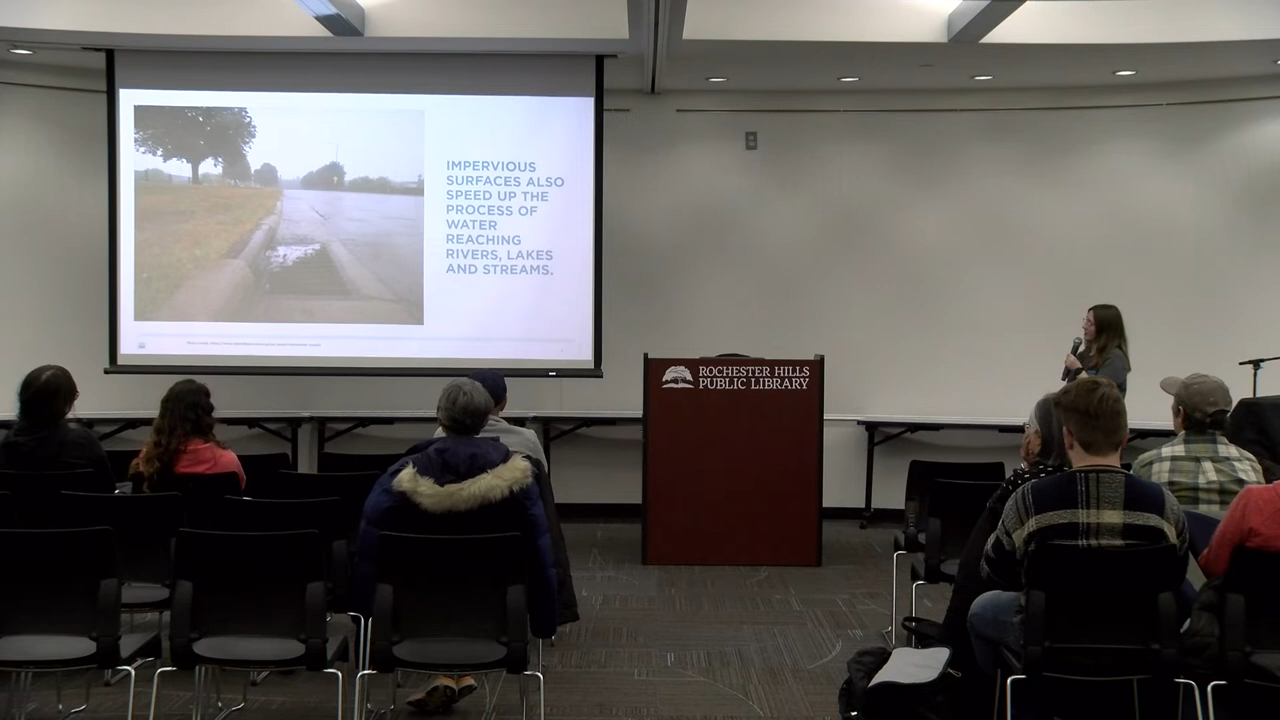 IMPERVIOUS
SURFACES ALSO
SPEED UP THE
PROCESS OF
WATER
REACHING
RIVERS, LAKES
AND STREAMS.
ROCHESTER HILLS
PUBLIC LIBRARY